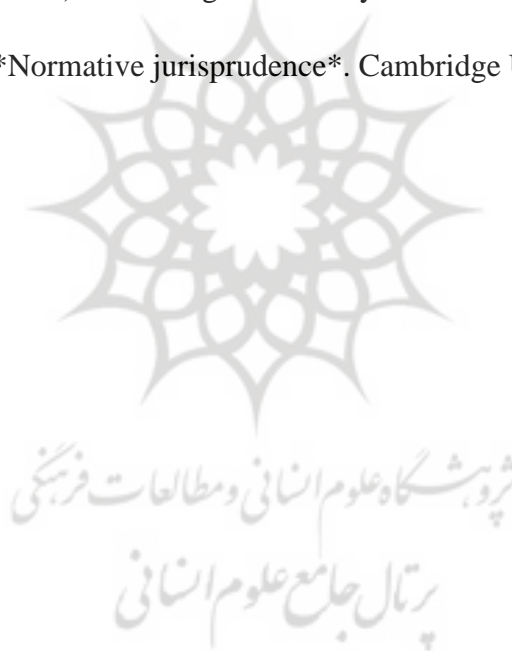 *Normative jurisprudence*. Cambridge
پژوهشگاه علوم انسانی و مطالعات فرهنگی
پرتال جامع علوم انسانی